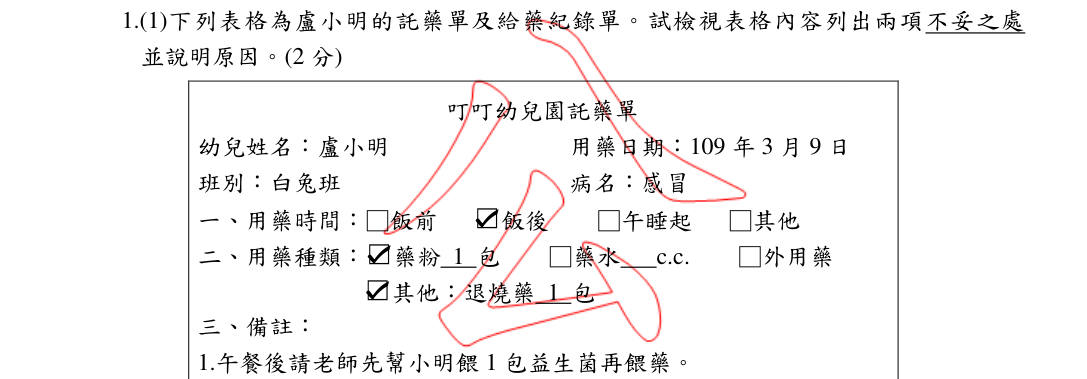 1.(1)下列表格為盧小明的託藥單及給藥紀錄單。試檢視表格內容列出兩項不妥之處
並說明原因。(2 分)
叮叮幼兒園託藥單
幼兒姓名：盧小明 用藥日期：109 年 3 月 9 日
班別：白兔班 病名：感冒
一、用藥時間：□飯前 ☑飯後 □午睡起 □其他
二、用藥種類：☑藥粉 1 包 □藥水___c.c. □外用藥
☑其他：退燒藥 1 包
三、備註：
1.午餐後請老師先幫小明餵 1 包益生菌再餵藥。